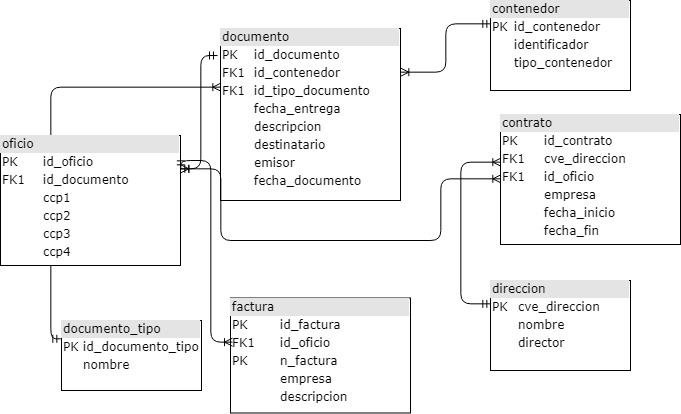 contenedor
PK id_contenedor
identificador
tipo_contenedor
documento
PK id_documento
FK1 id_contenedor
FK1 id_tipo_documento
fecha_entrega
descripcion
destinatario
emisor
fecha_documento
contrato
PK id_contrato
FK1 cve_direccion
FK1 id_oficio
empresa
fecha_inicio
fecha_fin
oficio
PK id_oficio
FK1 id_documento
ccp1
ccp2
ccp3
ccp4
direccion
PK cve_direccion
nombre
director
factura
PK id_factura
FK1 id_oficio
PK n_factura
empresa
descripcion
documento_tipo
PK id_documento_tipo
nombre